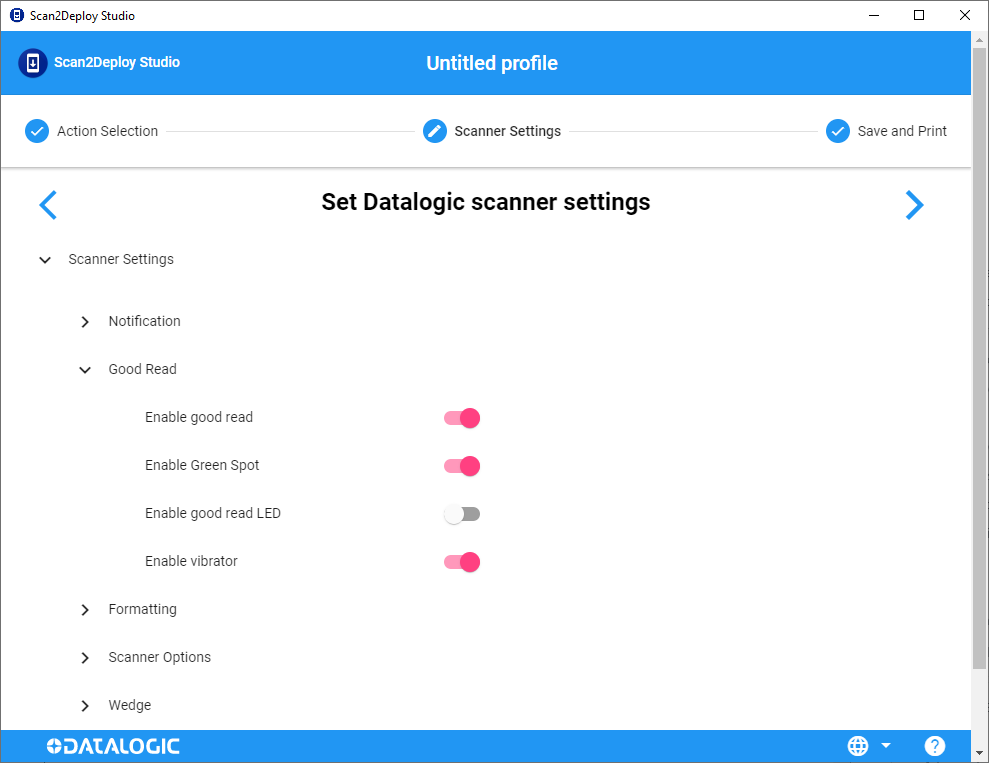 Scan2Deploy Studio
Scan2Deploy Studio
Untitled profile
Action Selection
Scanner Settings
Save and Print
Set Datalogic scanner settings
Scanner Settings
Notification
Good Read
Enable good read
Enable Green Spot
Enable good read LED
Enable vibrator
Formatting
Scanner Options
Wedge
DATALOGIC
?